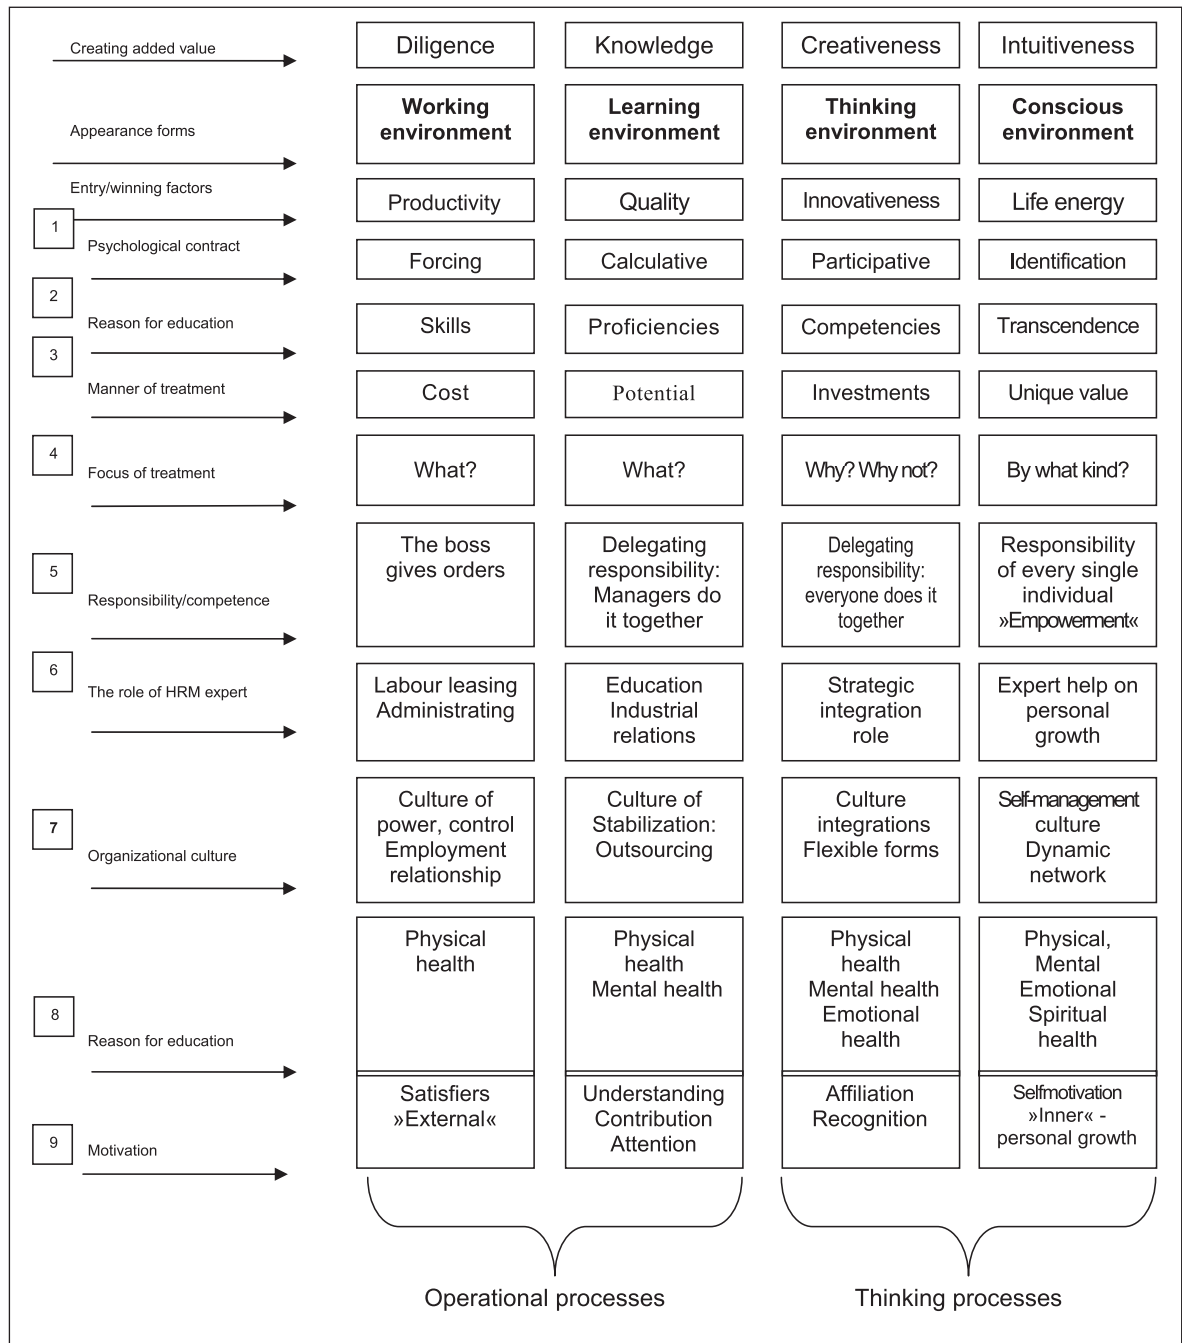 Creating added value
Diligence
Knowledge
Creativeness
Intuitiveness
Appearance forms
Working
environment
Learning
environment
Thinking
environment
Conscious
environment
Entry/winning factors
Productivity
Quality
Innovativeness
Life energy
1
Psychological contract
Forcing
Calculative
Participative
Identification
2
Reason for education
Skills
Proficiencies
Competencies
Transcendence
3
Manner of treatment
Cost
Potential
Investments
Unique value
4
Focus of treatment
What?
What?
Why? Why not?
By what kind?
5
Responsibility/competence
The boss
gives orders
Delegating
responsibility:
Managers do
it together
Delegating
responsibility:
everyone does it
together
Responsibility
of every single
individual
»Empowerment«
6
The role of HRM expert
Labour leasing
Administrating
Education
Industrial
relations
Strategic
integration
role
Expert help on
personal
growth
7
Organizational culture
Culture of
power, control
Employment
relationship
Culture of
Stabilization:
Outsourcing
Culture
integrations
Flexible forms
Self-management
culture
Dynamic
network
8
Reason for education
Physical
health
Physical
health
Mental health
Physical
health
Mental health
Emotional
health
Physical,
Mental
Emotional
Spiritual
health
9
Motivation
Satisfiers
»External«
Understanding
Contribution
Attention
Affiliation
Recognition
Selfmotivation
»Inner« -
personal growth
Operational processes
Thinking processes